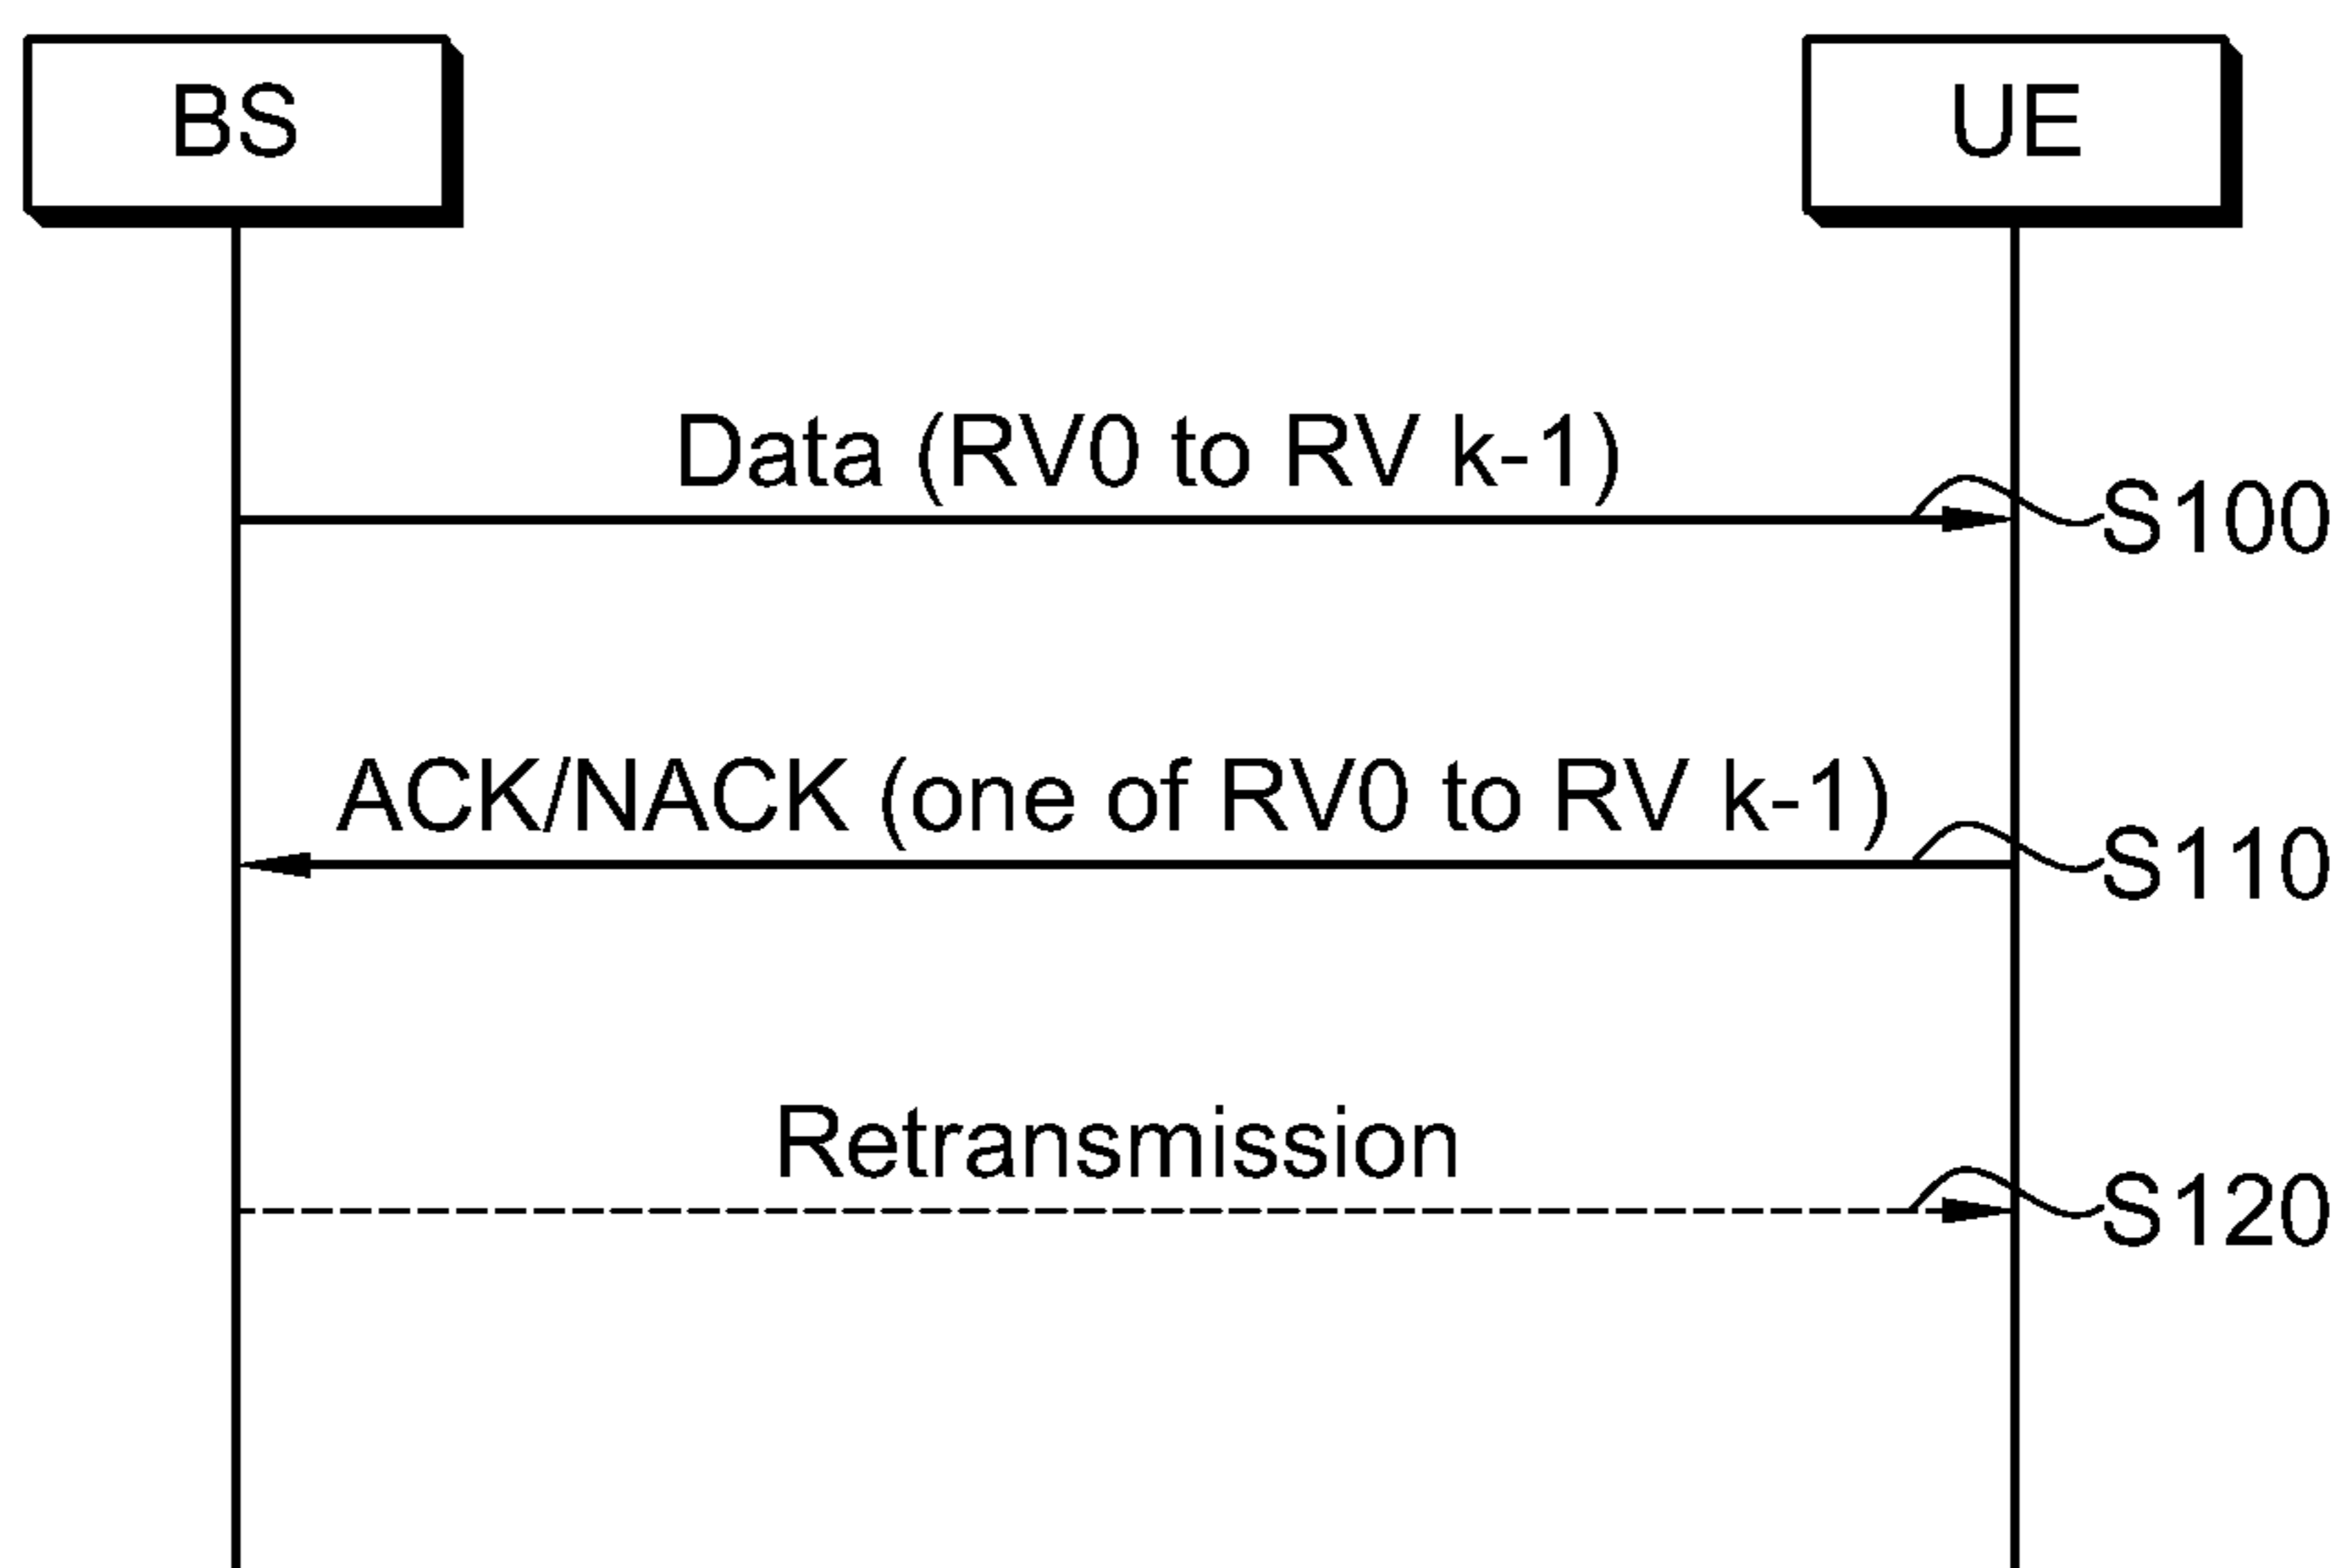 BS
UE
Data (RV0 to RV k-1)
S100
ACK/NACK (one of RV0 to RV k-1)
S110
Retransmission
S120